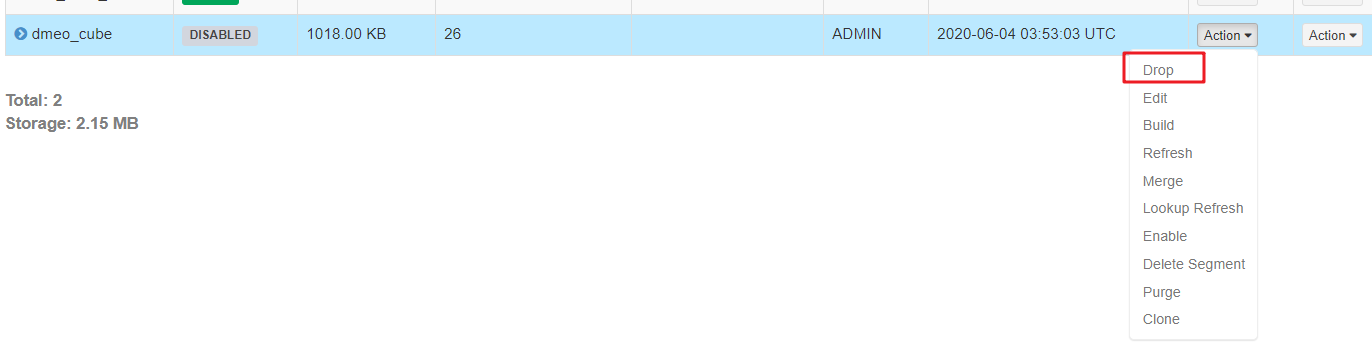 dmeo_cube DISABLED 1018.00 KB 26 ADMIN 2020-06-04 03:53:03 UTC Action Action
Drop
Edit
Total: 2
Storage: 2.15 MB
Build
Refresh
Merge
Lookup Refresh
Enable
Delete Segment
Purge
Clone